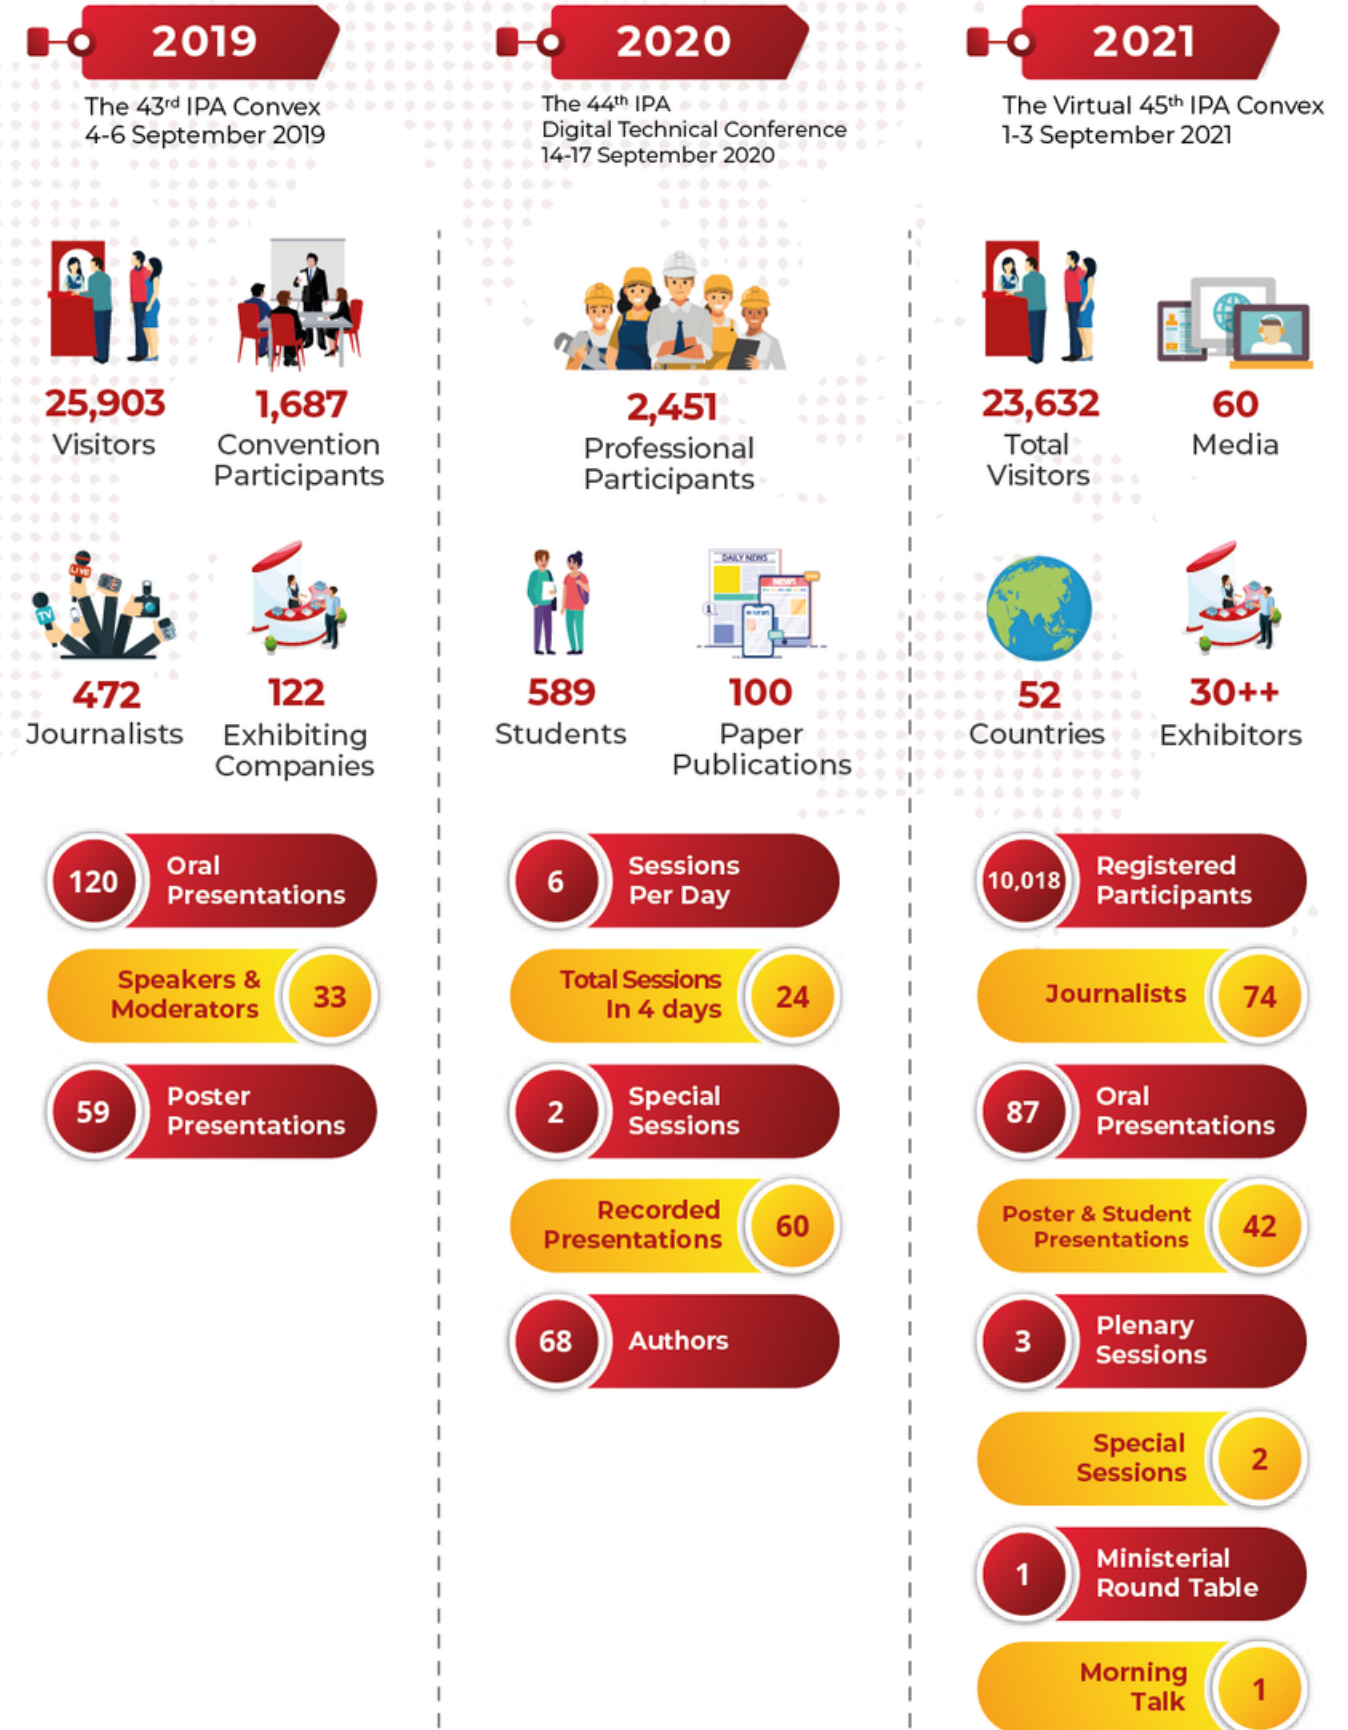 2019
The 43rd IPA Convex
4-6 September 2019
25,903
Visitors
1,687
Convention
Participants
LIVE
TV
472
Journalists
122
Exhibiting
Companies
120
Oral
Presentations
Speakers &
Moderators
33
59
Poster
Presentations
2020
The 44th IPA
Digital Technical Conference
14-17 September 2020
2,451
Professional
Participants
589
Students
DAILY NEWS
NEWS
NEWS
100
Paper
Publications
6
Sessions
Per Day
Total Sessions
In 4 days
24
2
Special
Sessions
Recorded
Presentations
60
68
Authors
2021
The Virtual 45th IPA Convex
1-3 September 2021
23,632
Total
Visitors
60
Media
52
Countries
30++
Exhibitors
10,018
Registered
Participants
Journalists
74
87
Oral
Presentations
Poster & Student
Presentations
42
3
Plenary
Sessions
Special
Sessions
2
1
Ministerial
Round Table
Morning
Talk
1